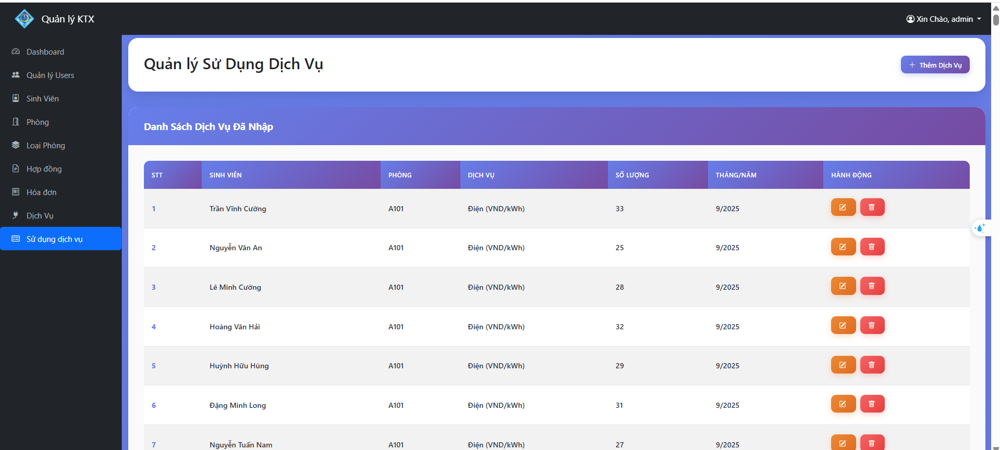 Quản lý KTX
Xin Chào, admin
Dashboard
Quản lý Users
Sinh Viên
Phòng
Loại Phòng
Hợp đồng
Hóa đơn
Dịch Vụ
Sử dụng dịch vụ
Quản lý Sử Dụng Dịch Vụ
Thêm Dịch Vụ
Danh Sách Dịch Vụ Đã Nhập
STT SINH VIÊN PHÒNG DỊCH VỤ SỐ LƯỢNG THÁNG/NĂM HÀNH ĐỘNG
1 Trần Vĩnh Cường A101 Điện (VND/kWh) 33 9/2025
2 Nguyễn Văn An A101 Điện (VND/kWh) 25 9/2025
3 Lê Minh Cường A101 Điện (VND/kWh) 28 9/2025
4 Hoàng Văn Hải A101 Điện (VND/kWh) 32 9/2025
5 Huỳnh Hữu Hùng A101 Điện (VND/kWh) 29 9/2025
6 Đặng Minh Long A101 Điện (VND/kWh) 31 9/2025
7 Nguyễn Tuấn Nam A101 Điện (VND/kWh) 27 9/2025